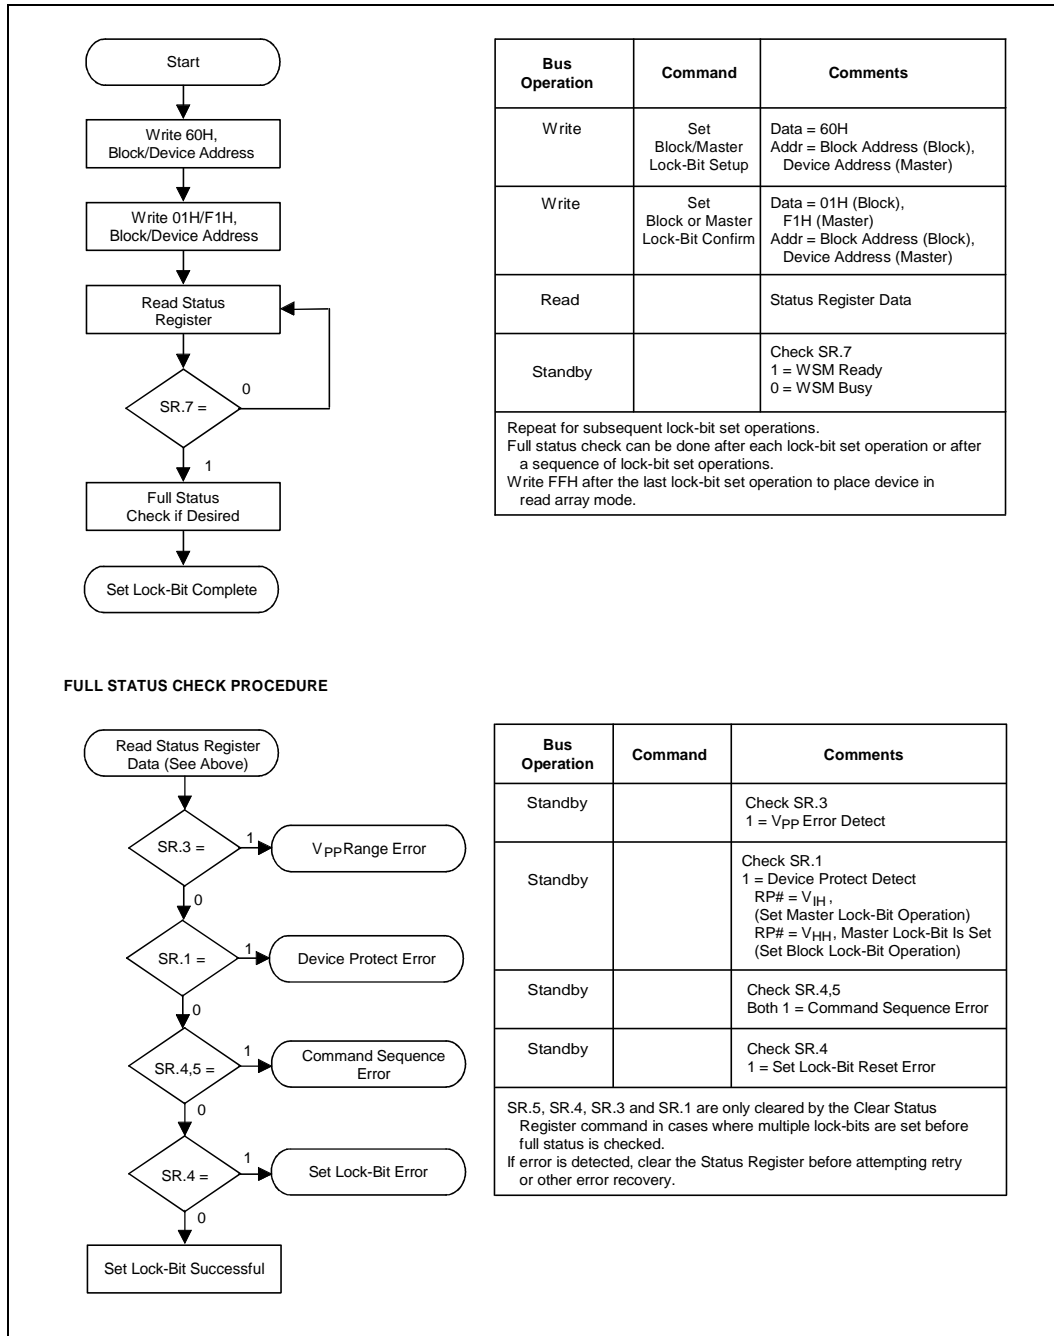 Start
Write 60H,
Block/Device Address
Write 01H/F1H,
Block/Device Address
Read Status
Register
0
SR.7 =
1
Full Status
Check if Desired
Set Lock-Bit Complete
Bus
Operation
Command
Comments
Write
Set
Block/Master
Lock-Bit Setup
Data = 60H
Addr = Block Address (Block),
Device Address (Master)
Write
Set
Block or Master
Lock-Bit Confirm
Data = 01H (Block),
F1H (Master)
Addr = Block Address (Block),
Device Address (Master)
Read
Status Register Data
Standby
Check SR.7
1 = WSM Ready
0 = WSM Busy
Repeat for subsequent lock-bit set operations.
Full status check can be done after each lock-bit set operation or after
a sequence of lock-bit set operations.
Write FFH after the last lock-bit set operation to place device in
read array mode.
FULL STATUS CHECK PROCEDURE
Read Status Register
Data (See Above)
SR.3 =
1
VPP Range Error
0
SR.1 =
1
Device Protect Error
0
SR.4,5 =
1
Command Sequence
Error
0
SR.4 =
1
Set Lock-Bit Error
0
Set Lock-Bit Successful
Bus
Operation
Command
Comments
Standby
Check SR.3
1 = VPP Error Detect
Standby
Check SR.1
1 = Device Protect Detect
RP# = VIH ,
(Set Master Lock-Bit Operation)
RP# = VHH, Master Lock-Bit Is Set
(Set Block Lock-Bit Operation)
Standby
Check SR.4,5
Both 1 = Command Sequence Error
Standby
Check SR.4
1 = Set Lock-Bit Reset Error
SR.5, SR.4, SR.3 and SR.1 are only cleared by the Clear Status
Register command in cases where multiple lock-bits are set before
full status is checked.
If error is detected, clear the Status Register before attempting retry
or other error recovery.